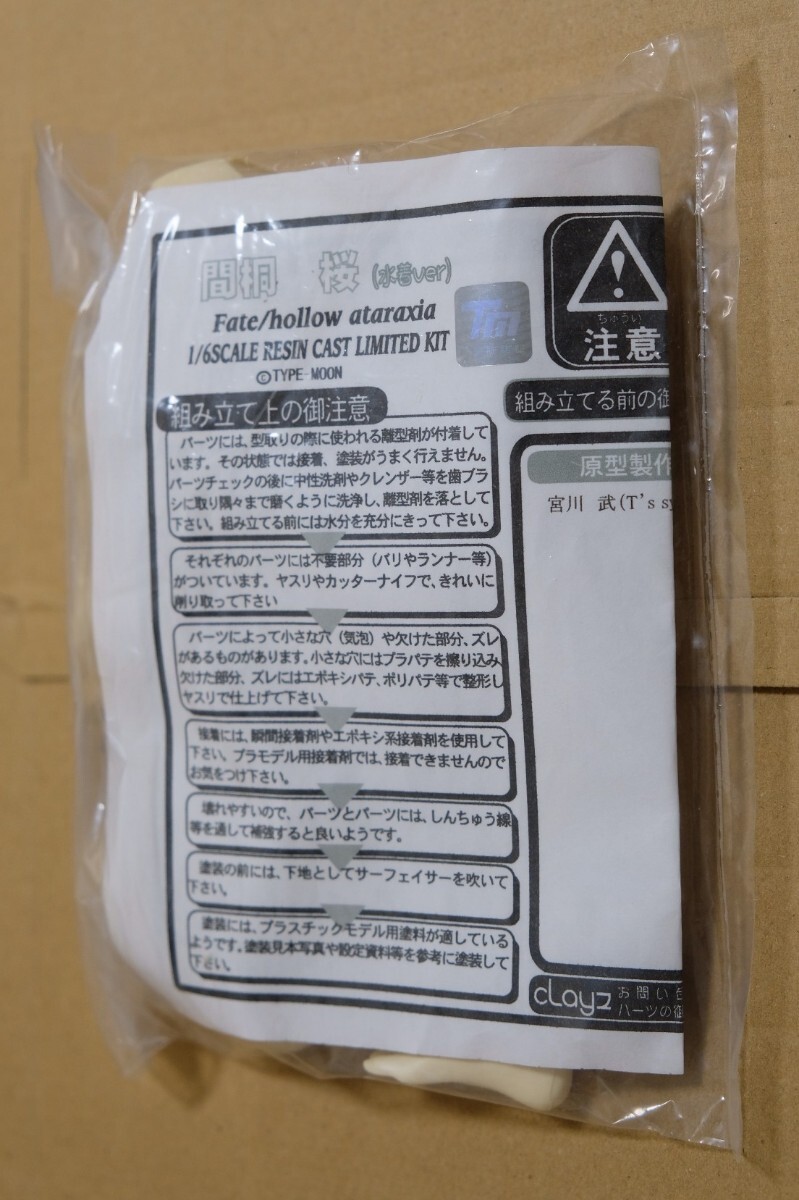 間桐 桜(水着ver)
Fate/hollow ataraxia
1/6SCALE RESIN CAST LIMITED KIT
©TYPE-MOON
TM
組み立て上の御注意
パーツには、型取りの際に使われる離型剤が付着して
います。その状態では接着、塗装がうまく行えません。
パーツチェックの後に中性洗剤やクレンザー等を歯ブラ
シに取り隅々まで磨くように洗浄し、離型剤を落として
下さい。組み立てる前には水分を充分にきって下さい。
それぞれのパーツには不要部分(バリやランナー等)
がついています。ヤスリやカッターナイフで、きれいに
削り取って下さい
パーツによって小さな穴(気泡)や欠けた部分、ズレ
があるものがあります。小さな穴にはプラパテを擦り込み
欠けた部分、ズレにはエポキシパテ、ポリパテ等で整形し
ヤスリで仕上げて下さい。
接着には、瞬間接着剤やエポキシ系接着剤を使用して
下さい。プラモデル用接着剤では、接着できませんので
お気をつけ下さい。
壊れやすいので、パーツとパーツには、しんちゅう線
等を通して補強すると良いようです。
塗装の前には、下地としてサーフェイサーを吹いて
下さい。
塗装には、プラスチックモデル用塗料が適している
ようです。塗装見本写真や設定資料等を参考に塗装して
下さい。
ちゅうい
注意
組み立てる前の御
原型製作
宮川 武(T's sy
clayz
お問い合
パーツの御